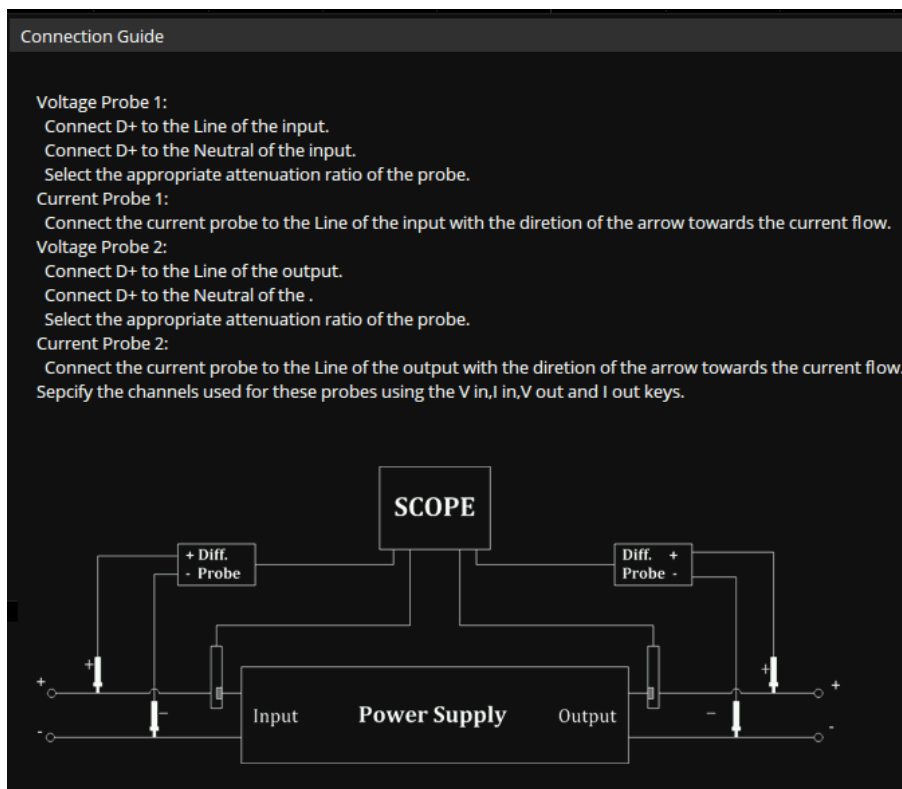 Connection Guide
Voltage Probe 1:
Connect D+ to the Line of the input.
Connect D+ to the Neutral of the input.
Select the appropriate attenuation ratio of the probe.
Current Probe 1:
Connect the current probe to the Line of the input with the diretion of the arrow towards the current flow.
Voltage Probe 2:
Connect D+ to the Line of the output.
Connect D+ to the Neutral of the .
Select the appropriate attenuation ratio of the probe.
Current Probe 2:
Connect the current probe to the Line of the output with the diretion of the arrow towards the current flow.
Sepcify the channels used for these probes using the V in,I in,V out and I out keys.
SCOPE
+ Diff.
- Probe
Diff. +
Probe -
+
+
+
+
-
Input
Power Supply
Output
-
-
-